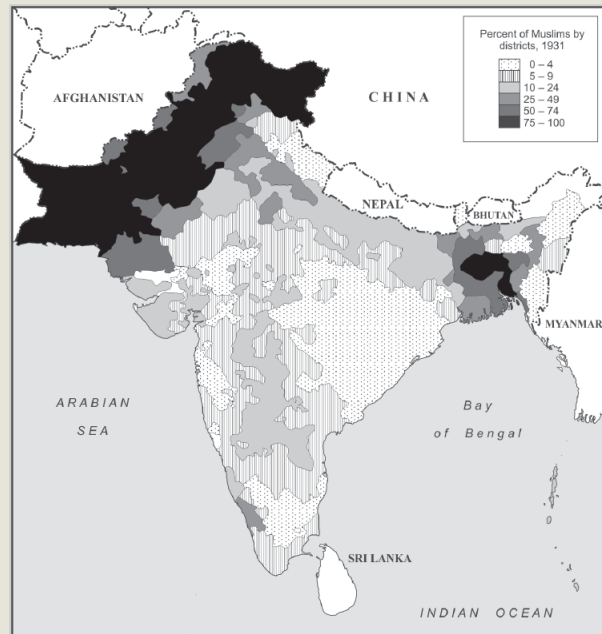 Percent of Muslims by
districts, 1931
0 – 4
5 – 9
10 – 24
25 – 49
50 – 74
75 – 100
AFGHANISTAN
CHINA
NEPAL
BHUTAN
MYANMAR
ARABIAN
SEA
Bay
of Bengal
SRI LANKA
INDIAN OCEAN